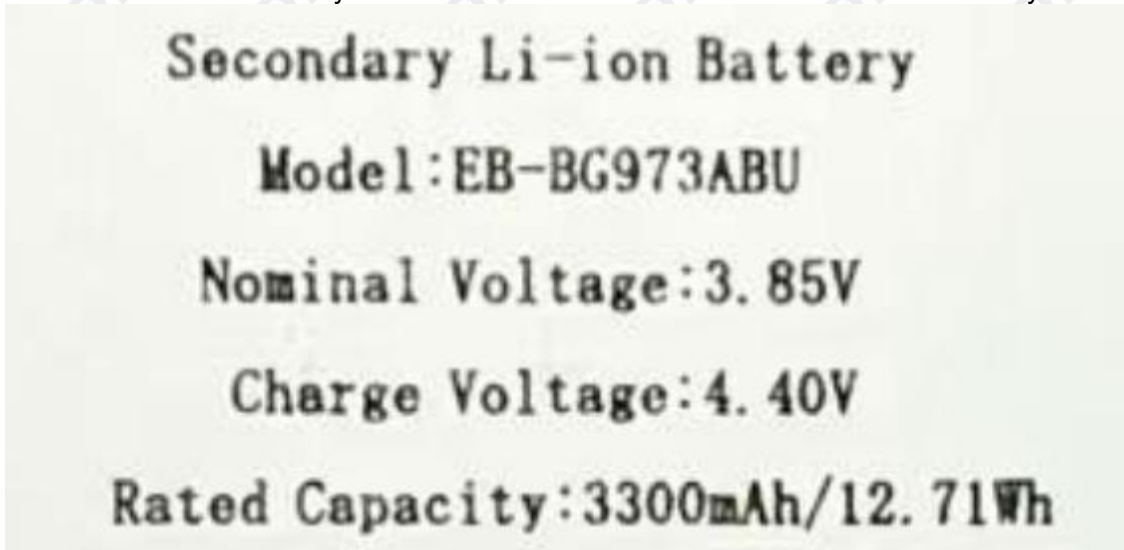 Secondary Li-ion Battery
Model:EB-BG973ABU
Nominal Voltage:3.85V
Charge Voltage:4.40V
Rated Capacity:3300mAh/12.71Wh